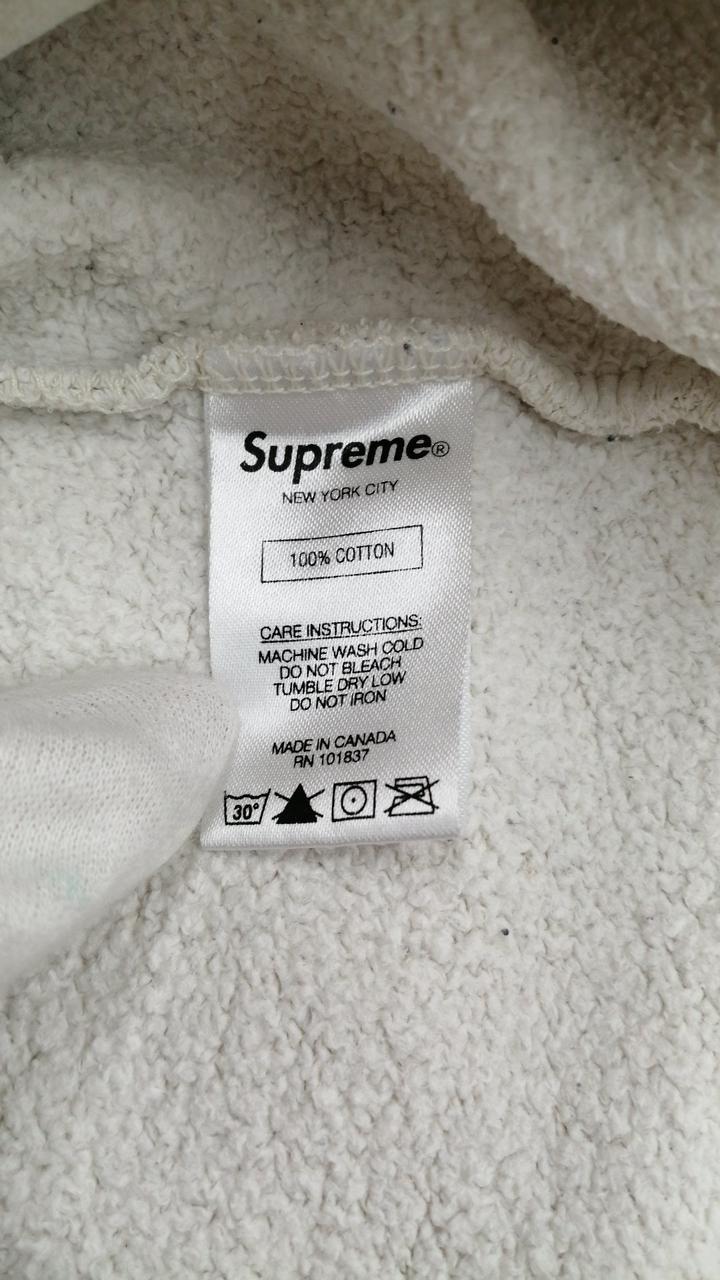 Supreme®
NEW YORK CITY
100% COTTON
CARE INSTRUCTIONS:
MACHINE WASH COLD
DO NOT BLEACH
TUMBLE DRY LOW
DO NOT IRON
MADE IN CANADA
RN 101837
30°